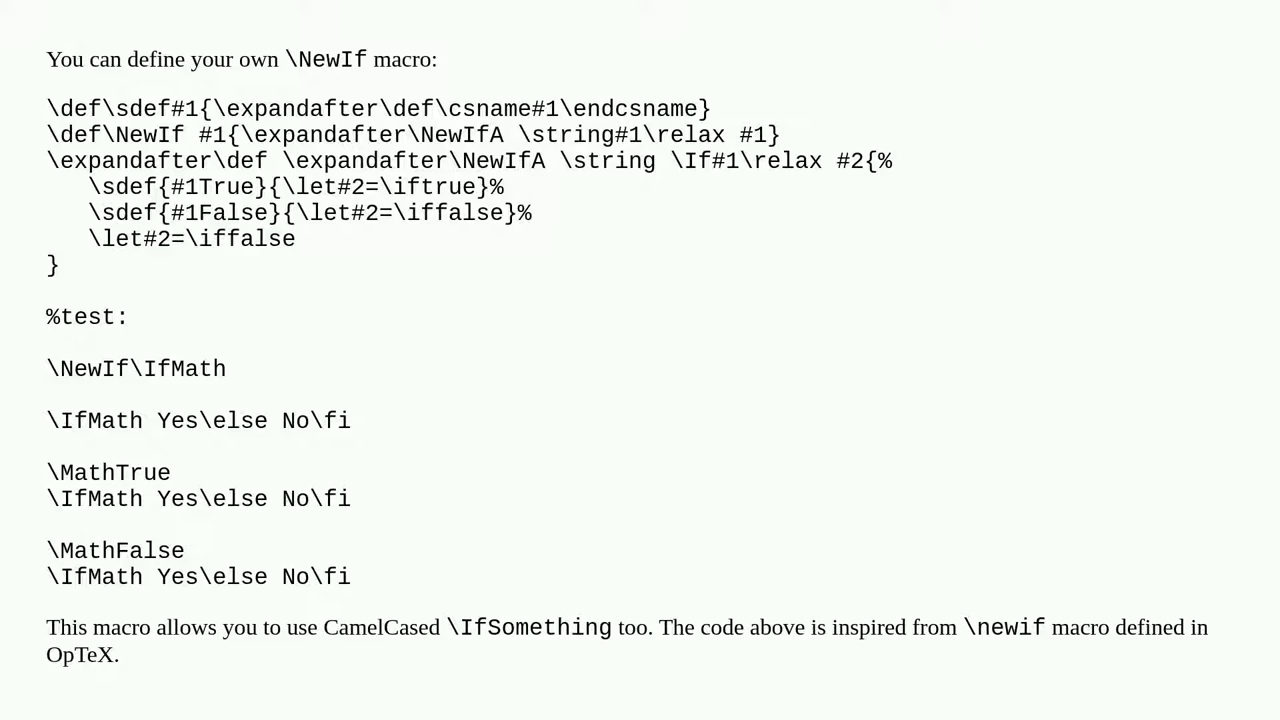 You can define your own \NewIf macro:
\def\sdef#1{\expandafter\def\csname#1\endcsname}
\def\NewIf #1{\expandafter\NewIfA \string#1\relax #1}
\expandafter\def \expandafter\NewIfA \string \If#1\relax #2{%
   \sdef{#1True}{\let#2=\iftrue}%
   \sdef{#1False}{\let#2=\iffalse}%
   \let#2=\iffalse
}
%test:
\NewIf\IfMath
\IfMath Yes\else No\fi
\MathTrue
\IfMath Yes\else No\fi
\MathFalse
\IfMath Yes\else No\fi
This macro allows you to use CamelCased \IfSomething too. The code above is inspired from \newif macro defined in
OpTeX.